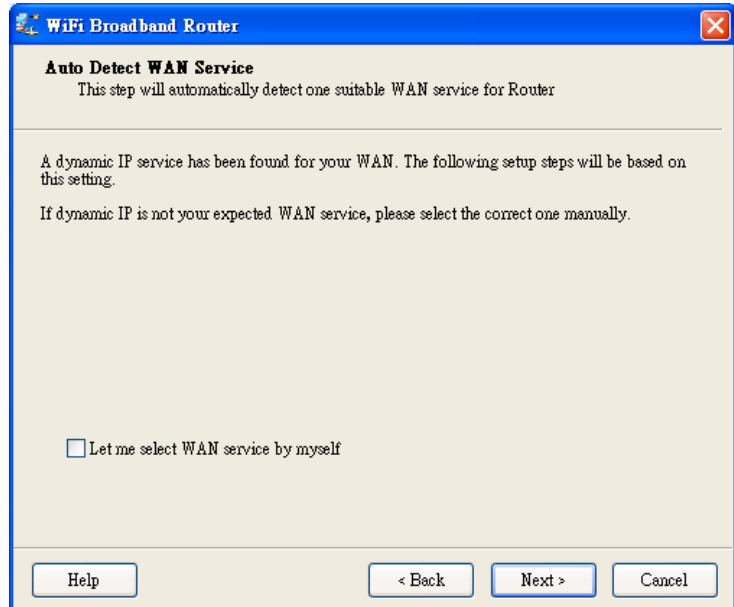 WiFi Broadband Router
Auto Detect WAN Service
This step will automatically detect one suitable WAN service for Router
A dynamic IP service has been found for your WAN. The following setup steps will be based on
this setting.
If dynamic IP is not your expected WAN service, please select the correct one manually.
Let me select WAN service by myself
Help
< Back
Next >
Cancel